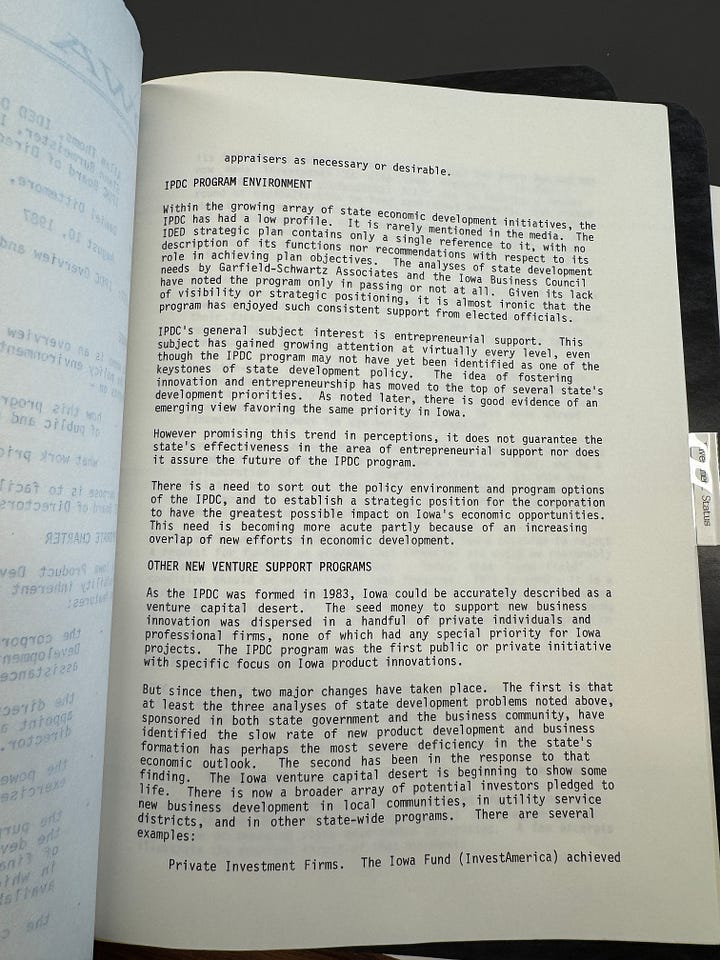 appraisers as necessary or desirable.
IPDC PROGRAM ENVIRONMENT
Within the growing array of state economic development initiatives, the
IPDC has had a low profile. It is rarely mentioned in the media. The
IDED strategic plan contains only a single reference to it, with no
description of its functions nor recommendations with respect to its
role in achieving plan objectives. The analyses of state development
needs by Garfield-Schwartz Associates and the Iowa Business Council
have noted the program only in passing or not at all. Given its lack
of visibility or strategic positioning, it is almost ironic that the
program has enjoyed such consistent support from elected officials.
IPDC's general subject interest is entrepreneurial support. This
subject has gained growing attention at virtually every level, even
though the IPDC program may not have yet been identified as one of the
keystones of state development policy. The idea of fostering
innovation and entrepreneurship has moved to the top of several state's
development priorities. As noted later, there is good evidence of an
emerging view favoring the same priority in Iowa.
However promising this trend in perceptions, it does not guarantee the
state's effectiveness in the area of entrepreneurial support nor does
it assure the future of the IPDC program.
There is a need to sort out the policy environment and program options
of the IPDC, and to establish a strategic position for the corporation
to have the greatest possible impact on Iowa's economic opportunities.
This need is becoming more acute partly because of an increasing
overlap of new efforts in economic development.
OTHER NEW VENTURE SUPPORT PROGRAMS
As the IPDC was formed in 1983, Iowa could be accurately described as a
venture capital desert. The seed money to support new business
innovation was dispersed in a handful of private individuals and
professional firms, none of which had any special priority for Iowa
projects. The IPDC program was the first public or private initiative
with specific focus on Iowa product innovations.
But since then, two major changes have taken place. The first is that
at least the three analyses of state development problems noted above,
sponsored in both state government and the business community, have
identified the slow rate of new product development and business
formation has perhaps the most severe deficiency in the state's
economic outlook. The second has been in the response to that
finding. The Iowa venture capital desert is beginning to show some
life. There is now a broader array of potential investors pledged to
new business development in local communities, in utility service
districts, and in other state-wide programs. There are several
examples:
Private Investment Firms. The Iowa Fund (InvestAmerica) achieved
Status